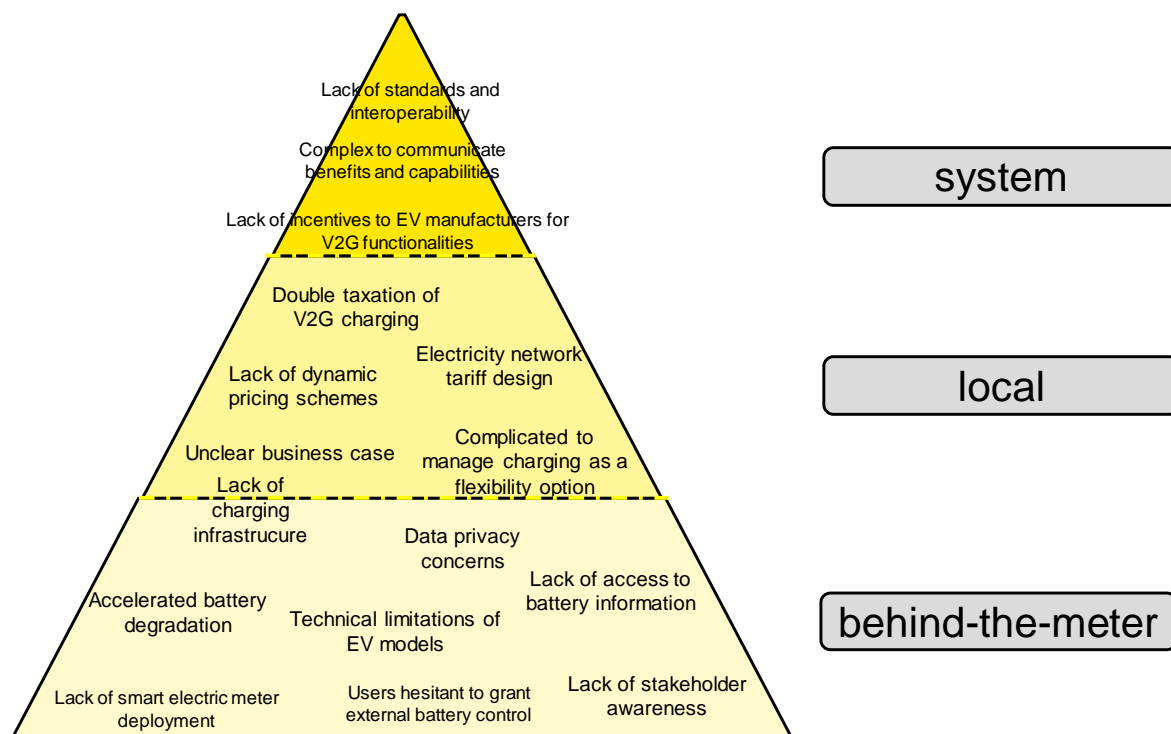 Lack of standards and
interoperability
Complex to communicate
benefits and capabilities
Lack of incentives to EV manufacturers for
V2G functionalities
system
Double taxation of
V2G charging
Electricity network
tariff design
Lack of dynamic
pricing schemes
local
Unclear business case
Complicated to
manage charging as a
flexibility option
Lack of
charging
infrastrucure
Data privacy
concerns
Lack of access to
battery information
Accelerated battery
degradation
Technical limitations of
EV models
behind-the-meter
Lack of smart electric meter
deployment
Users hesitant to grant
external battery control
Lack of stakeholder
awareness